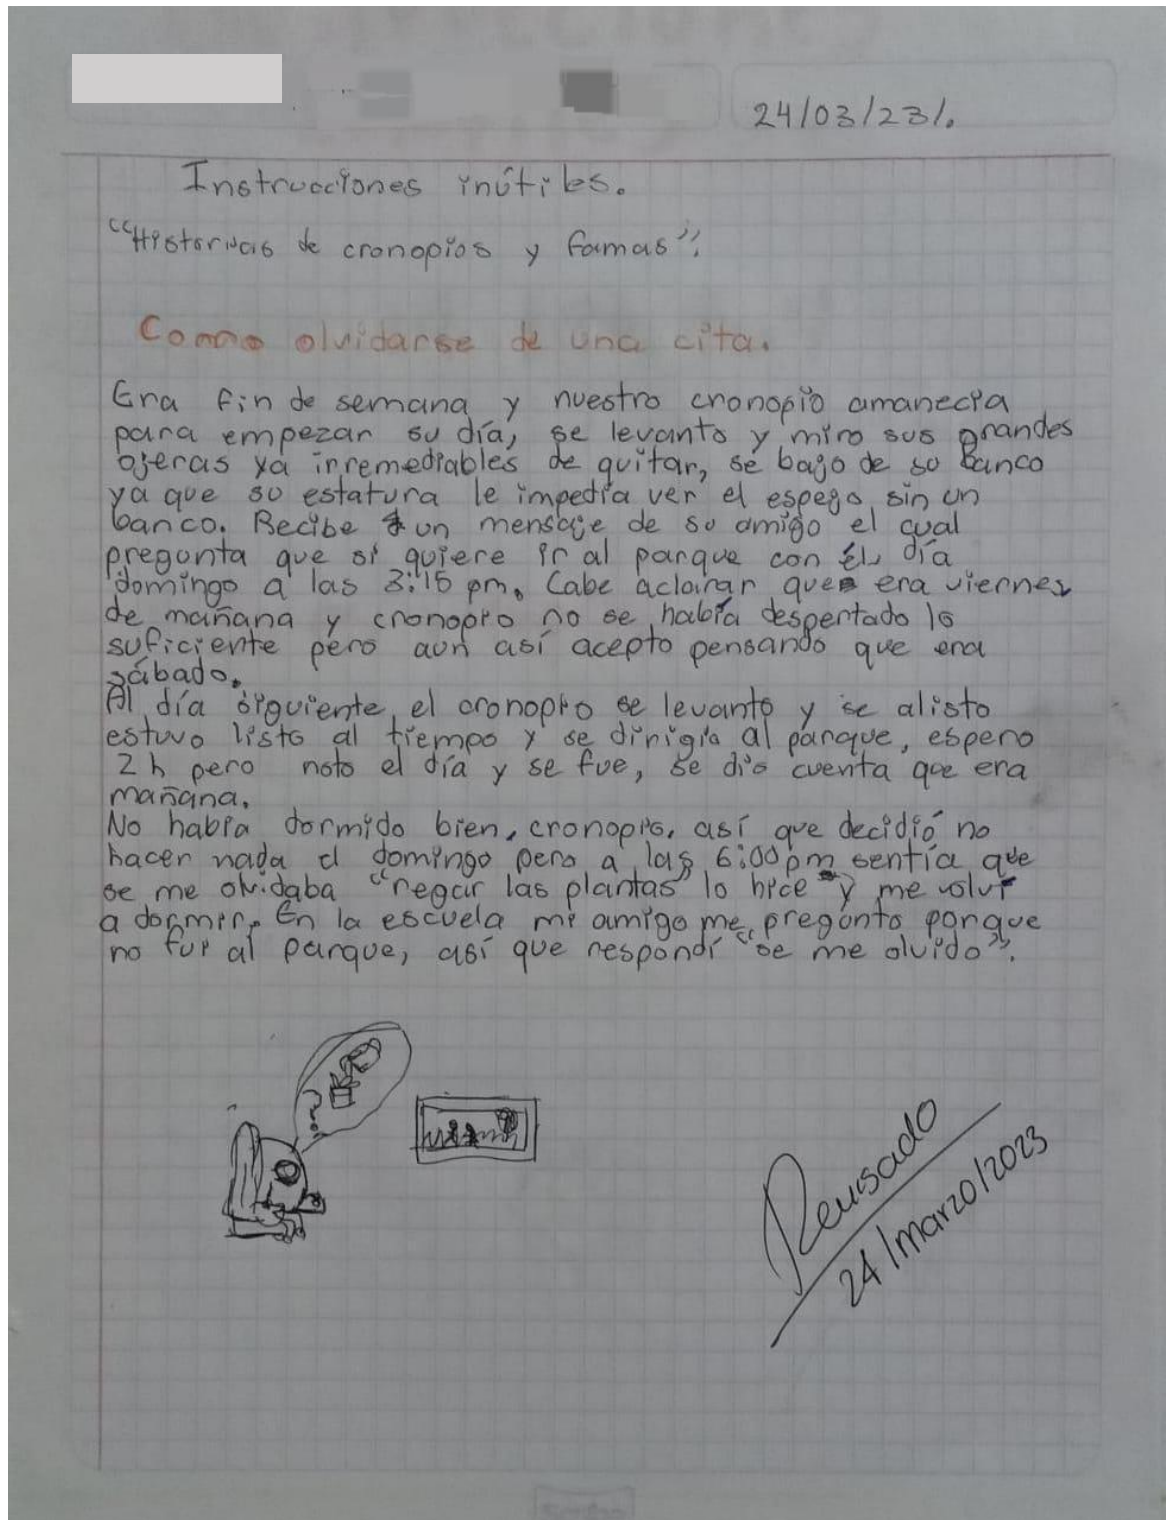 24/03/23/.
Instrucciones inútiles.
"Historias de cronopios y famas".
Como olvidarse de una cita.
Era fin de semana y nuestro cronopio amanecia
para empezar su día, se levanto y miro sus grandes
ojeras ya irremediables de quitar, se bajo de su banco
ya que su estatura le impedía ver el espego sin un
banco. Recibe un mensaje de su amigo el cual
pregunta que si quiere ir al parque con él día
domingo a las 3:15 pm. Cabe aclarar que era viernes
de mañana y cronopio no se había despertado lo
suficiente pero aun así acepto pensando que era
sábado.
Al día siguiente el cronopio se levanto y se alisto
estuvo listo al tiempo y se dirigia al parque, espero
2 h pero noto el día y se fue, se dio cuenta que era
mañana.
No había dormido bien, cronopio, así que decidió no
hacer nada el domingo pero a las 6:00 pm sentía que
se me olvidaba "regar las plantas" lo hice y me volvi
a dormir. En la escuela mi amigo me pregunto porque
no fui al parque, así que respondí "se me olvido".
Revisado
24/marzo/2023